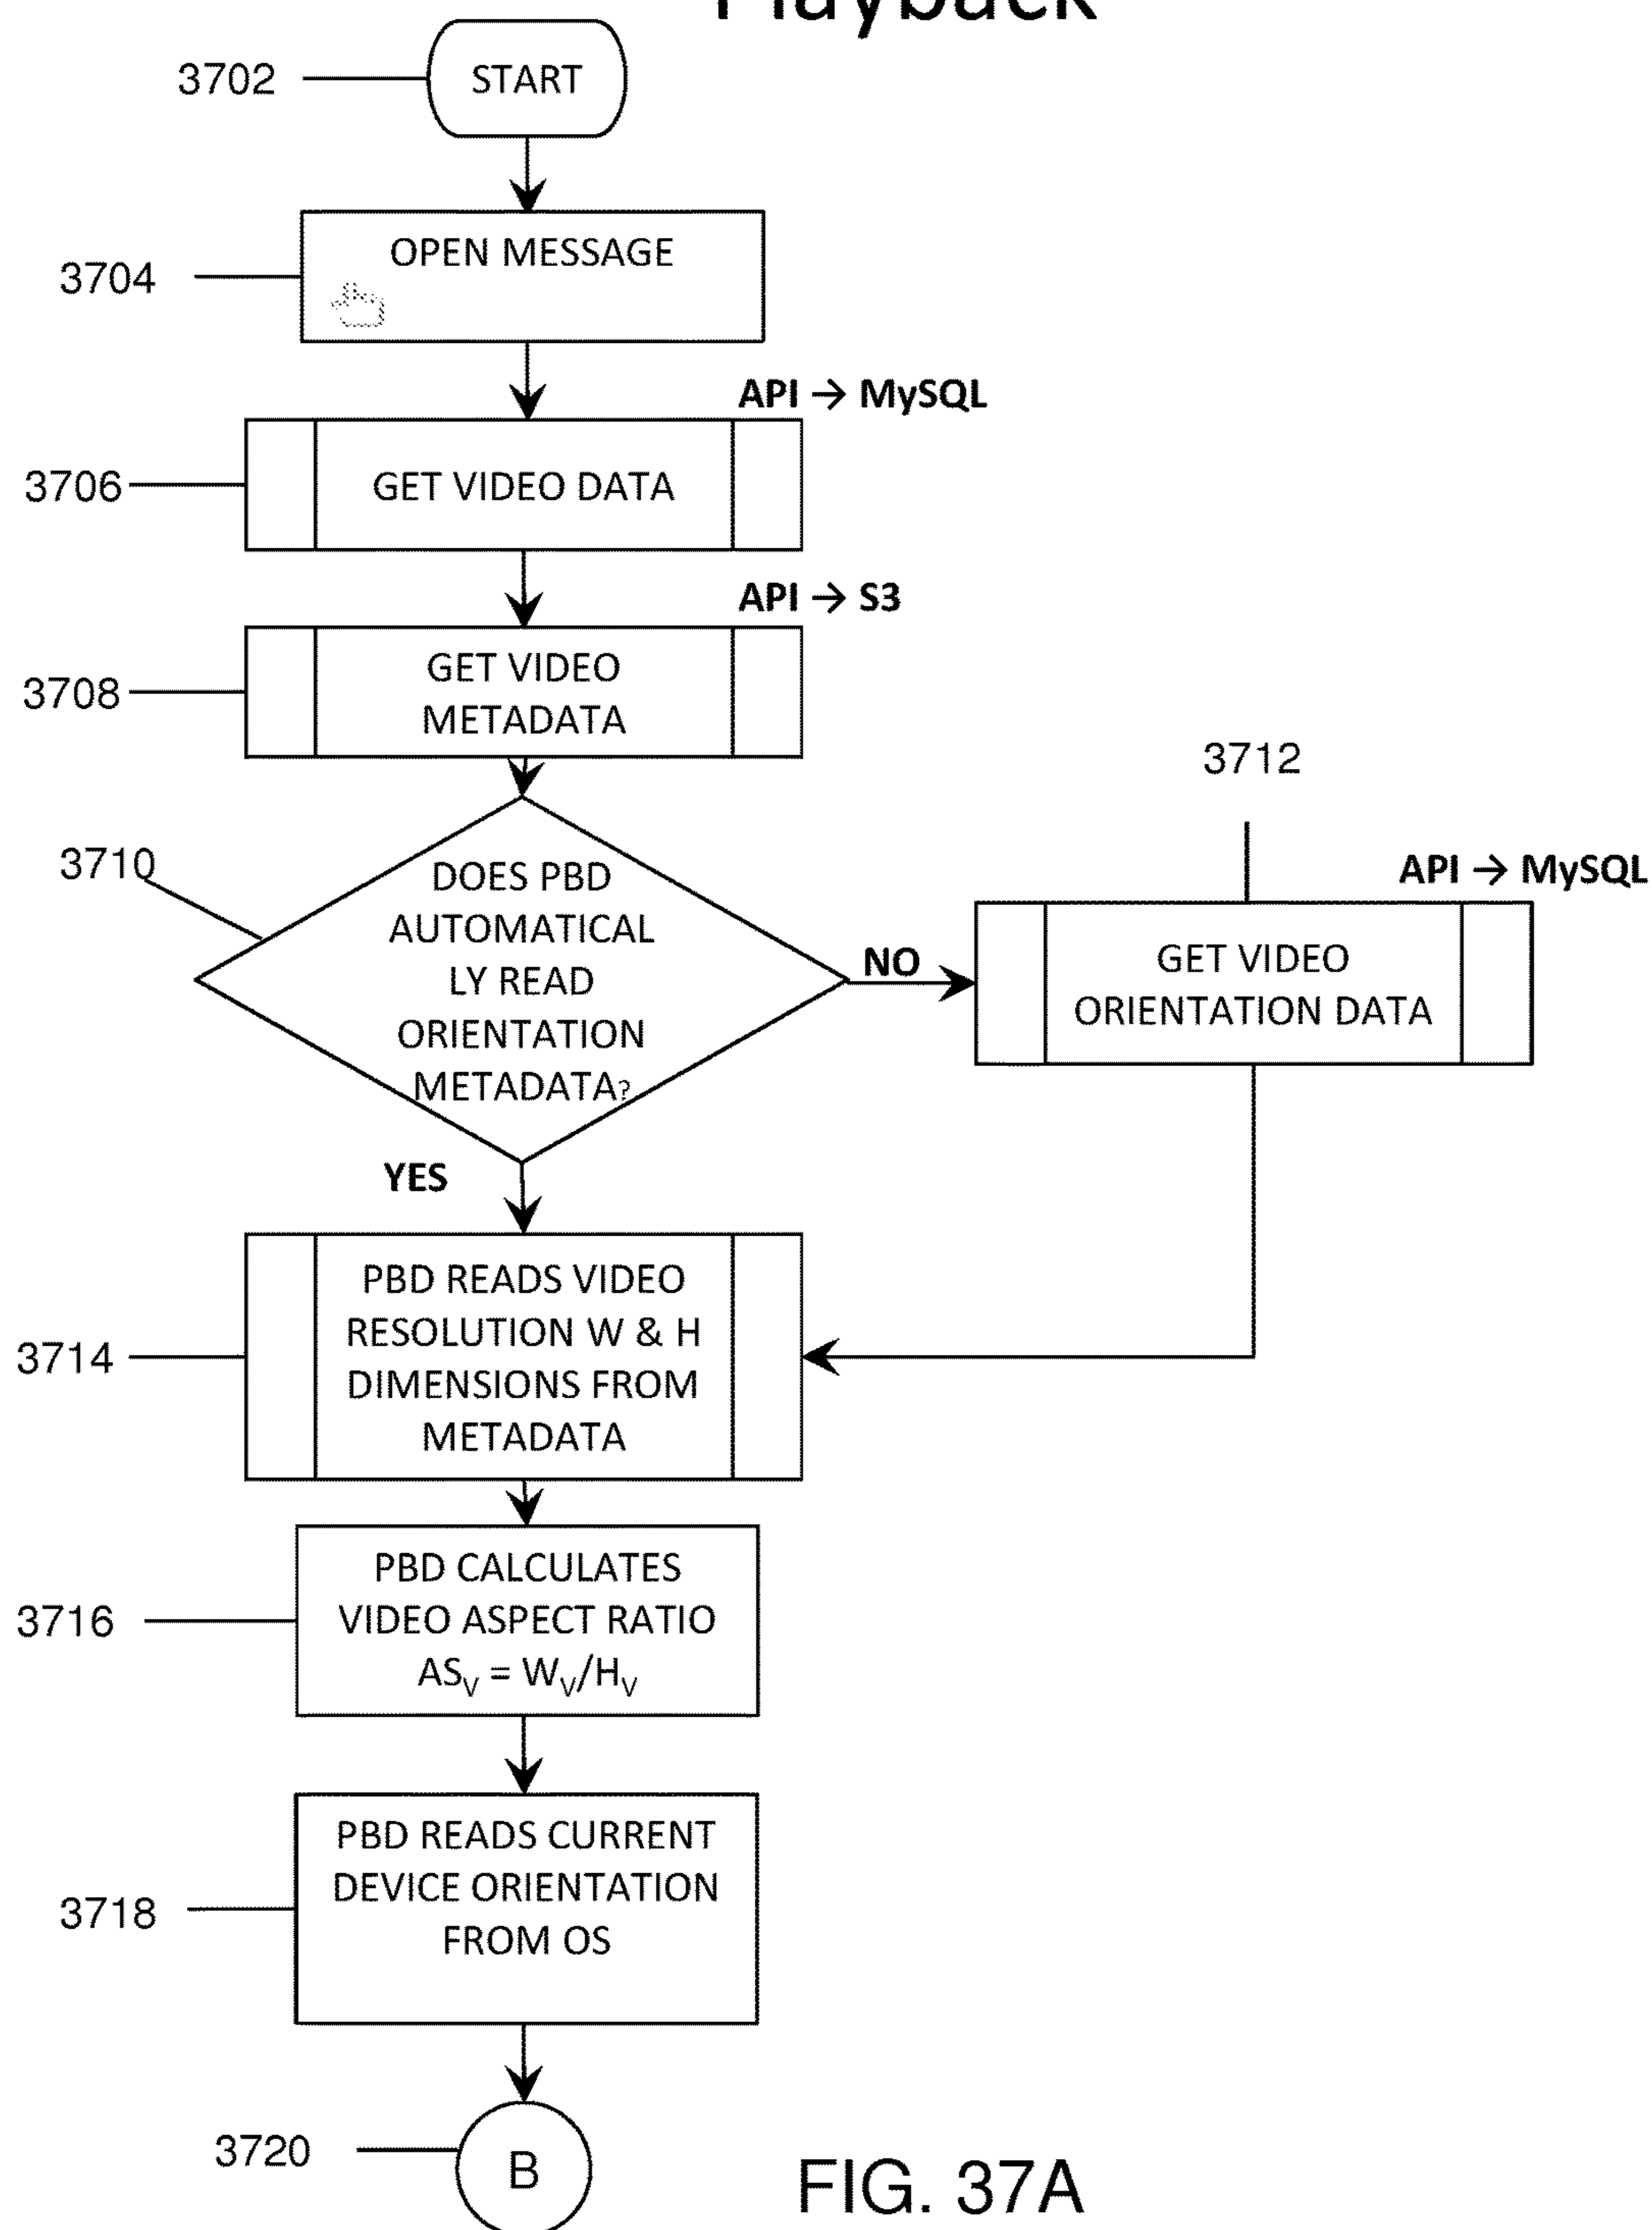 Playback
3702
START
3704
OPEN MESSAGE
API → MySQL
3706
GET VIDEO DATA
API → S3
3708
GET VIDEO
METADATA
3710
DOES PBD
AUTOMATICAL
LY READ
ORIENTATION
METADATA?
NO
3712
API → MySQL
GET VIDEO
ORIENTATION DATA
YES
3714
PBD READS VIDEO
RESOLUTION W & H
DIMENSIONS FROM
METADATA
3716
PBD CALCULATES
VIDEO ASPECT RATIO
AS_V = W_V/H_V
3718
PBD READS CURRENT
DEVICE ORIENTATION
FROM OS
3720
B
FIG. 37A